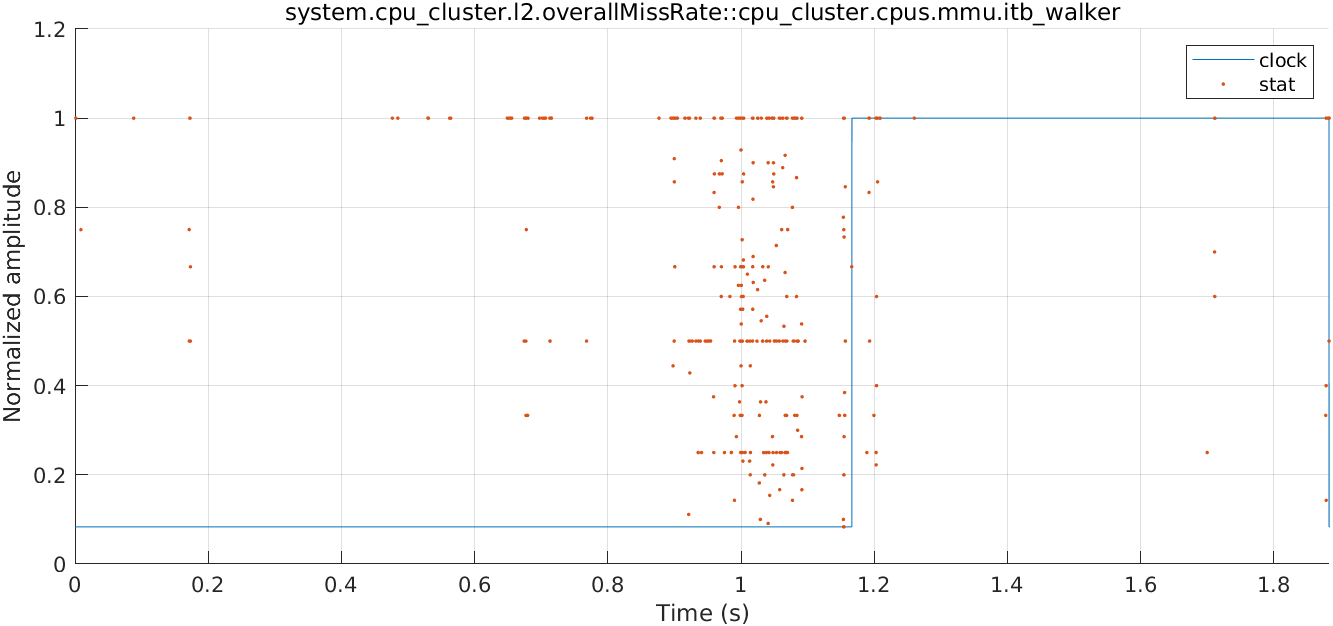 system.cpu_cluster.l2.overallMissRate::cpu_cluster.cpus.mmu.itb_walker
1.2
clock
stat
1
0.8
0.6
0.4
0.2
0
Normalized amplitude
0 0.2 0.4 0.6 0.8 1 1.2 1.4 1.6 1.8
Time (s)